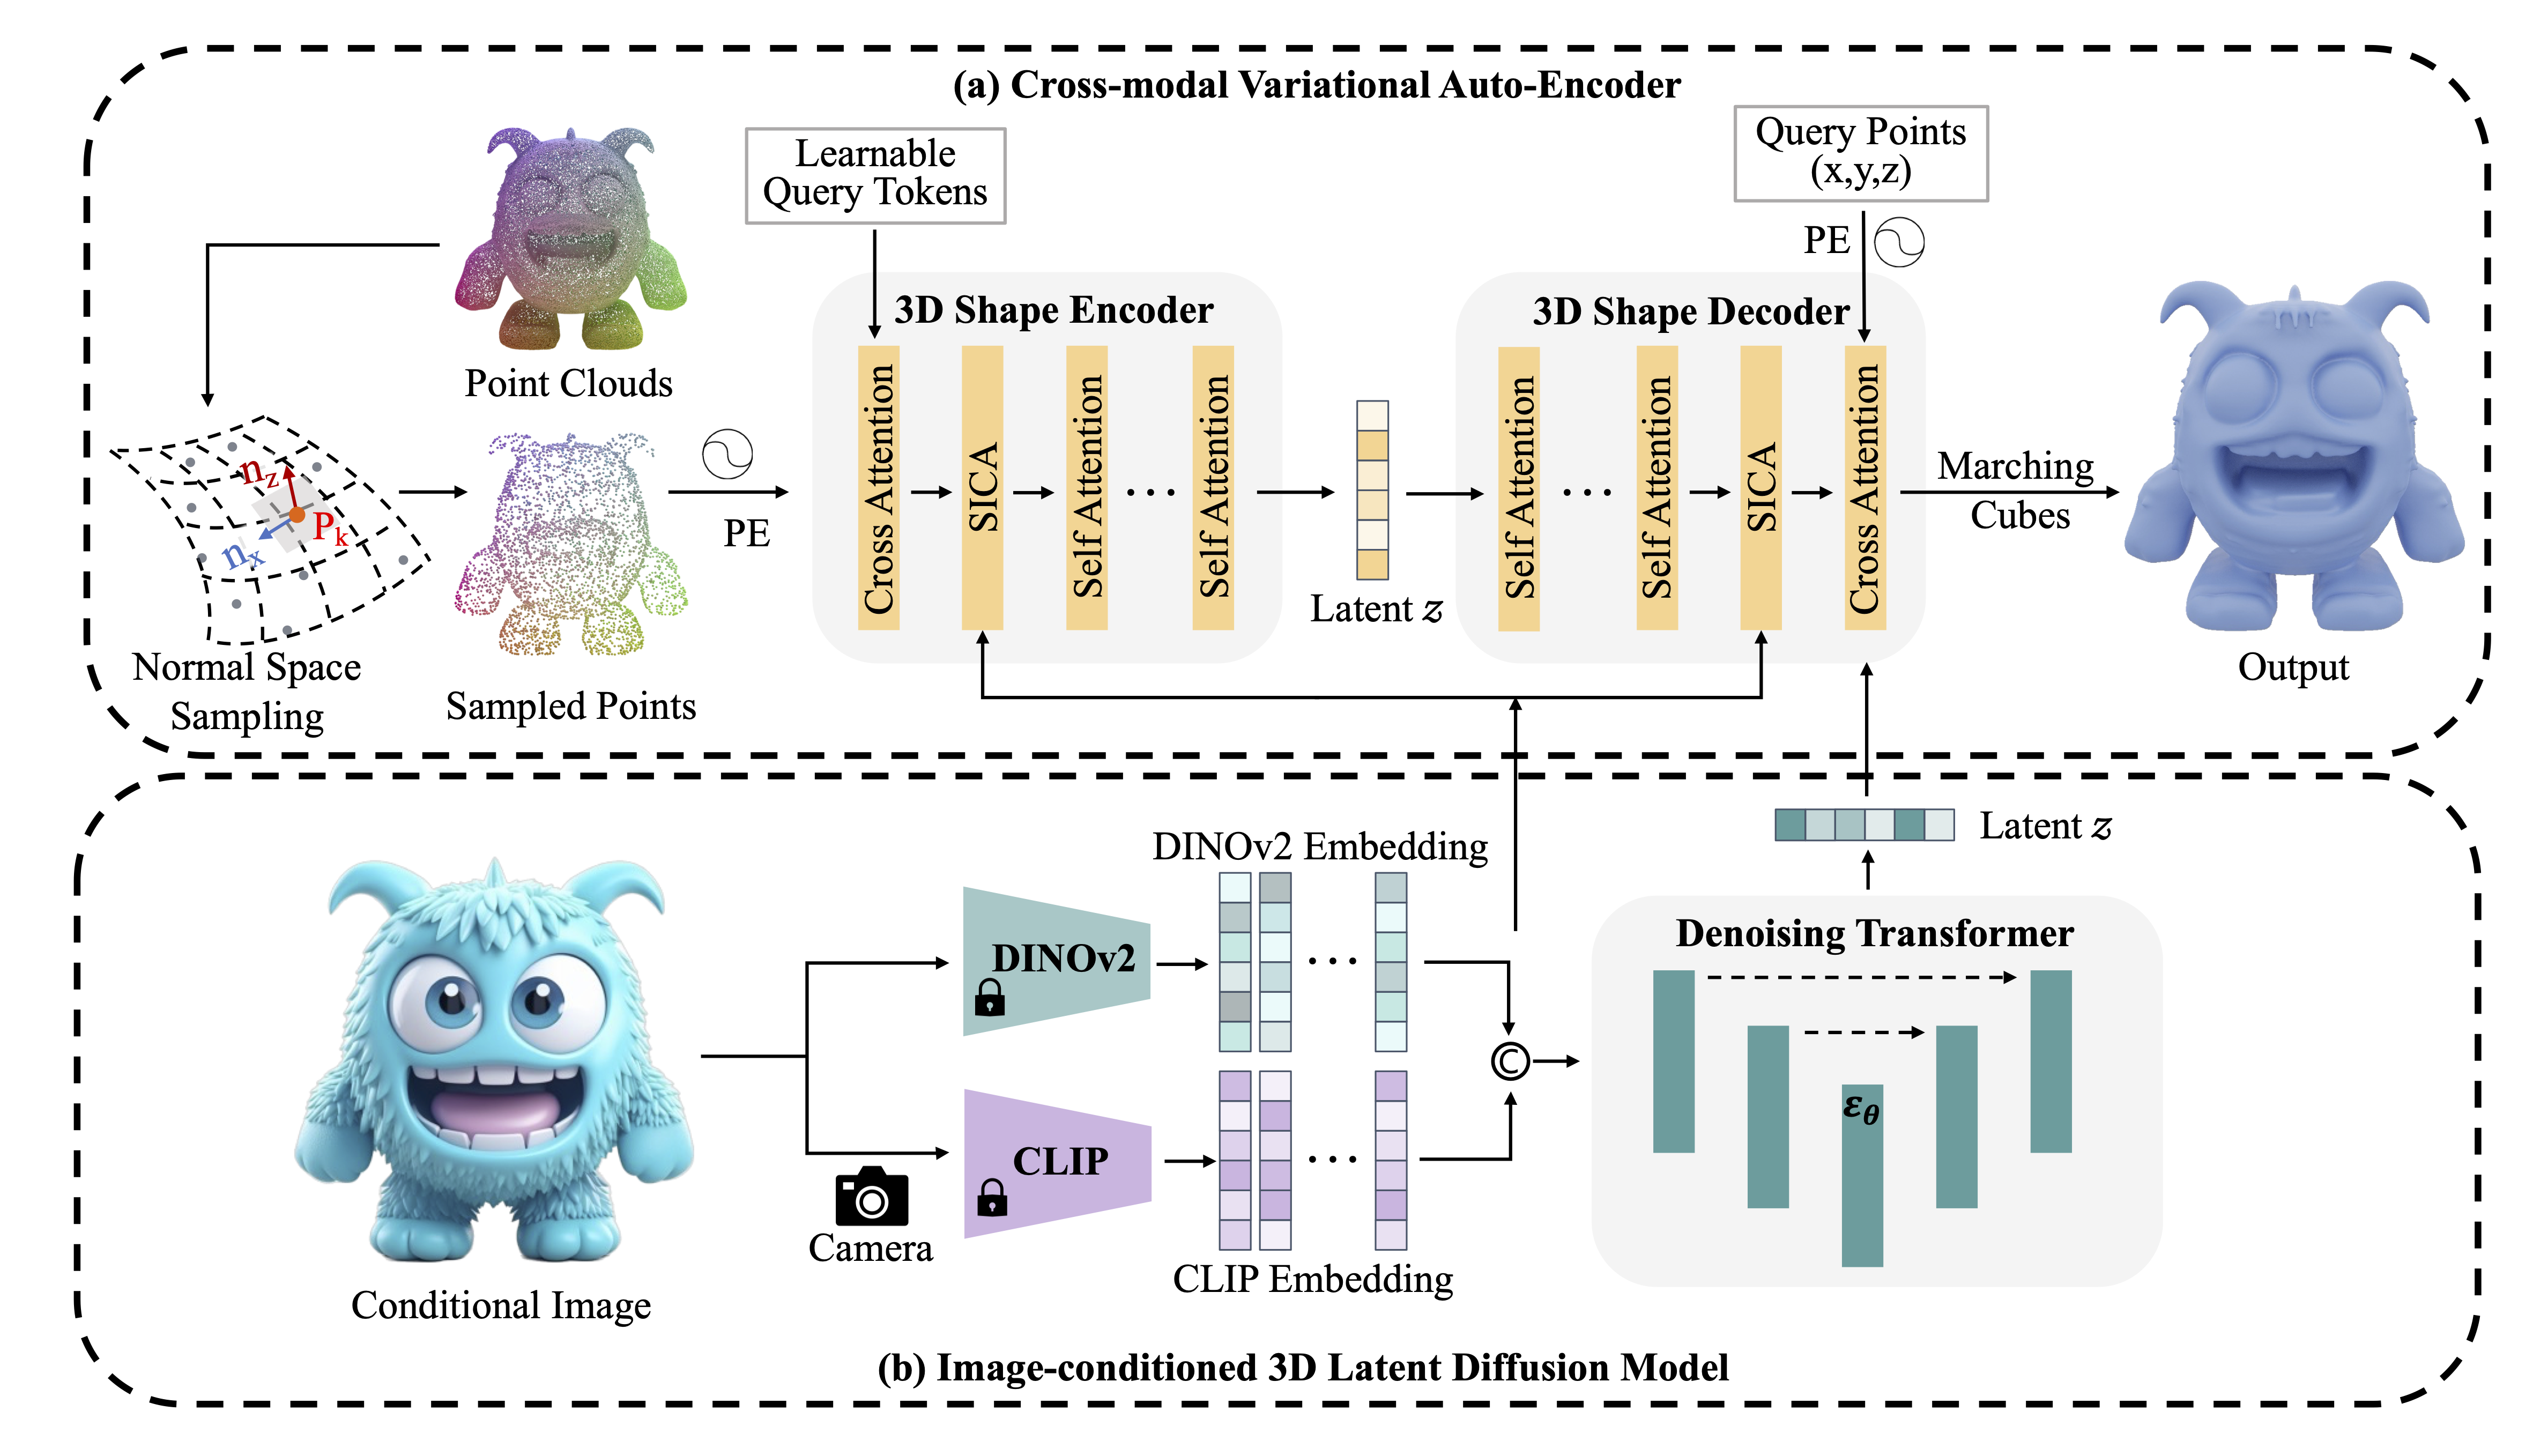 (a) Cross-modal Variational Auto-Encoder
Learnable
Query Tokens
Query Points
(x,y,z)
PE
Point Clouds
3D Shape Encoder
3D Shape Decoder
n_z
n_x
P_k
Normal Space
Sampling
Sampled Points
PE
Cross Attention
SICA
Self Attention
...
Self Attention
Latent z
Self Attention
...
Self Attention
SICA
Cross Attention
Marching
Cubes
Output
Conditional Image
Camera
DINOv2
CLIP
DINOv2 Embedding
...
...
CLIP Embedding
C
Latent z
Denoising Transformer
ε_θ
(b) Image-conditioned 3D Latent Diffusion Model